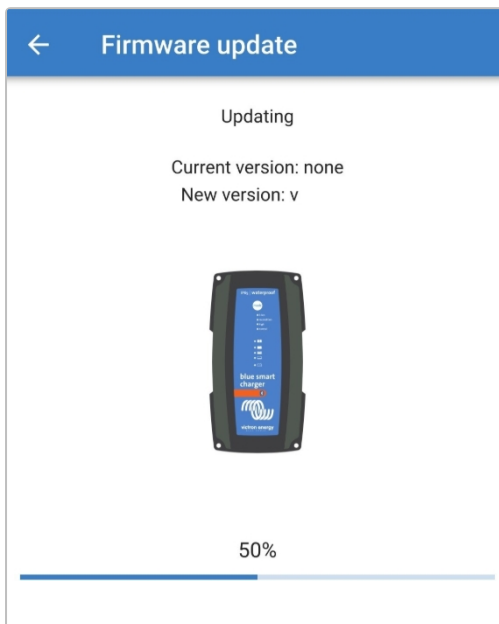 Firmware update
Updating
Current version: none
New version: v
blue smart
charger
victron energy
50%